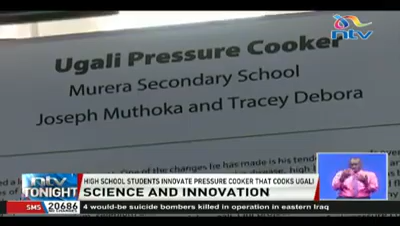 ntv
Ugali Pressure Cooker
Murera Secondary School
Joseph Muthoka and Tracey Debora
One of the changes he has made is his
ntv
TONIGHT
HIGH SCHOOL STUDENTS INNOVATE PRESSURE COOKER THAT COOKS UGALI
SCIENCE AND INNOVATION
SMS 20686 4 would-be suicide bombers killed in operation in eastern Iraq